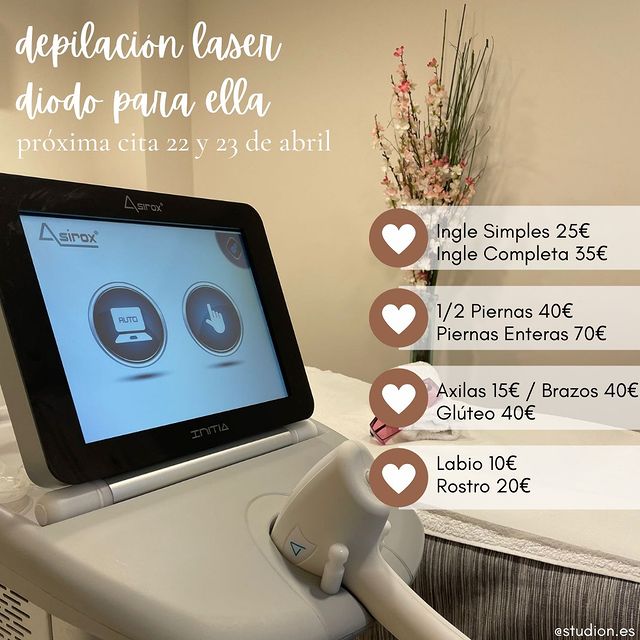 depilación laser
diodo para ella
próxima cita 22 y 23 de abril
Asirox
Asirox
AUTO
INITIA
Ingle Simples 25€
Ingle Completa 35€
1/2 Piernas 40€
Piernas Enteras 70€
Axilas 15€ / Brazos 40€
Glúteo 40€
Labio 10€
Rostro 20€
@studion.es